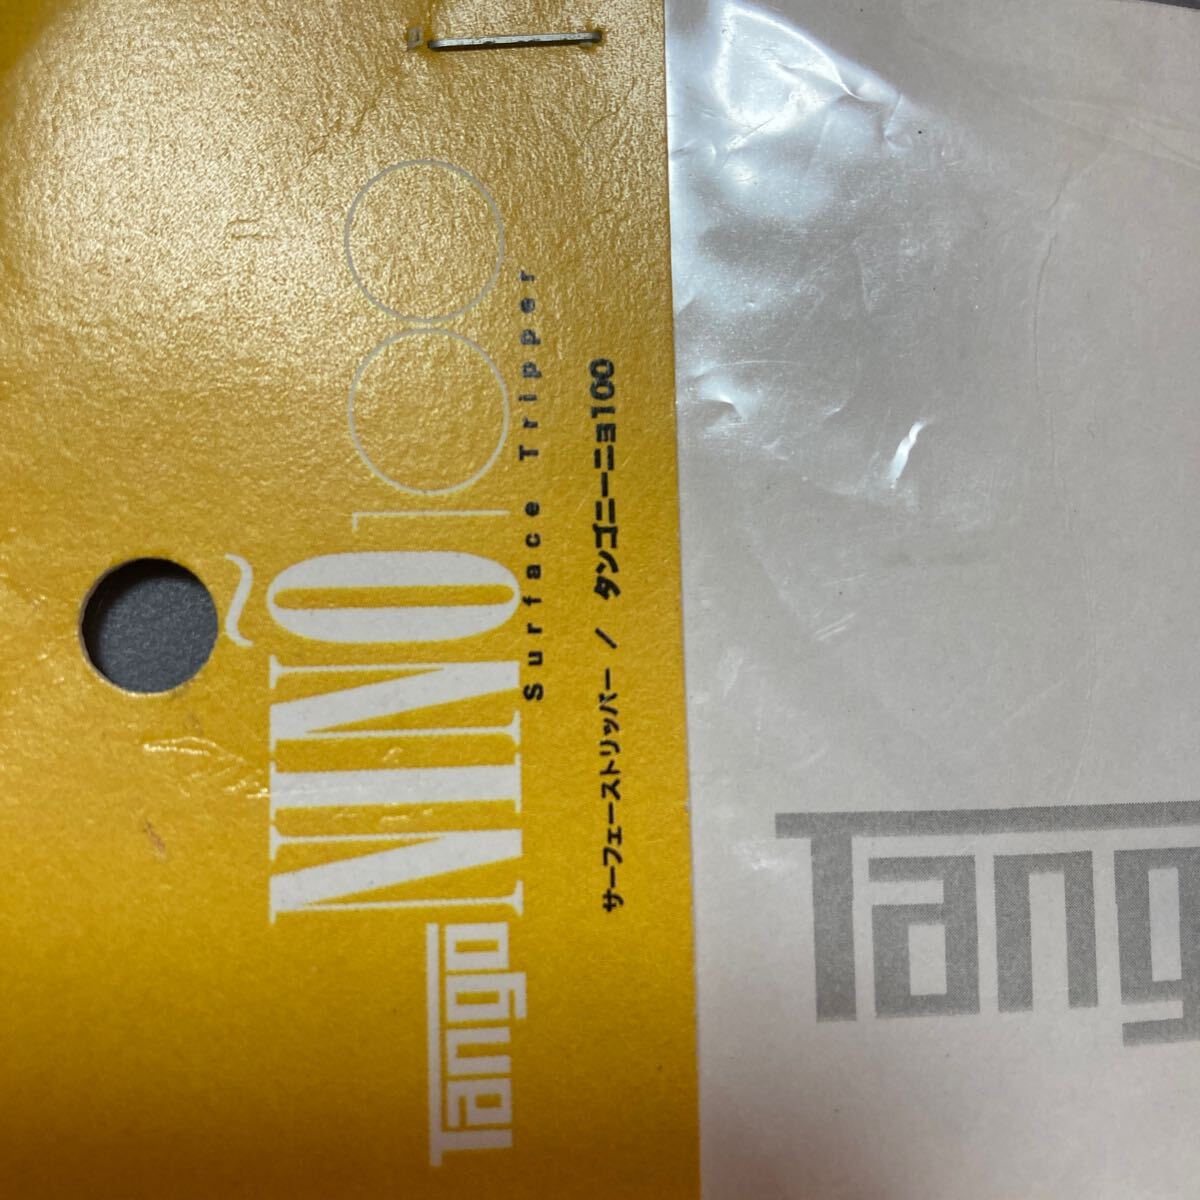 Tango NIÑO 100
Surface Tripper
サーフェーストリッパー / タンゴニーニョ100
Tang